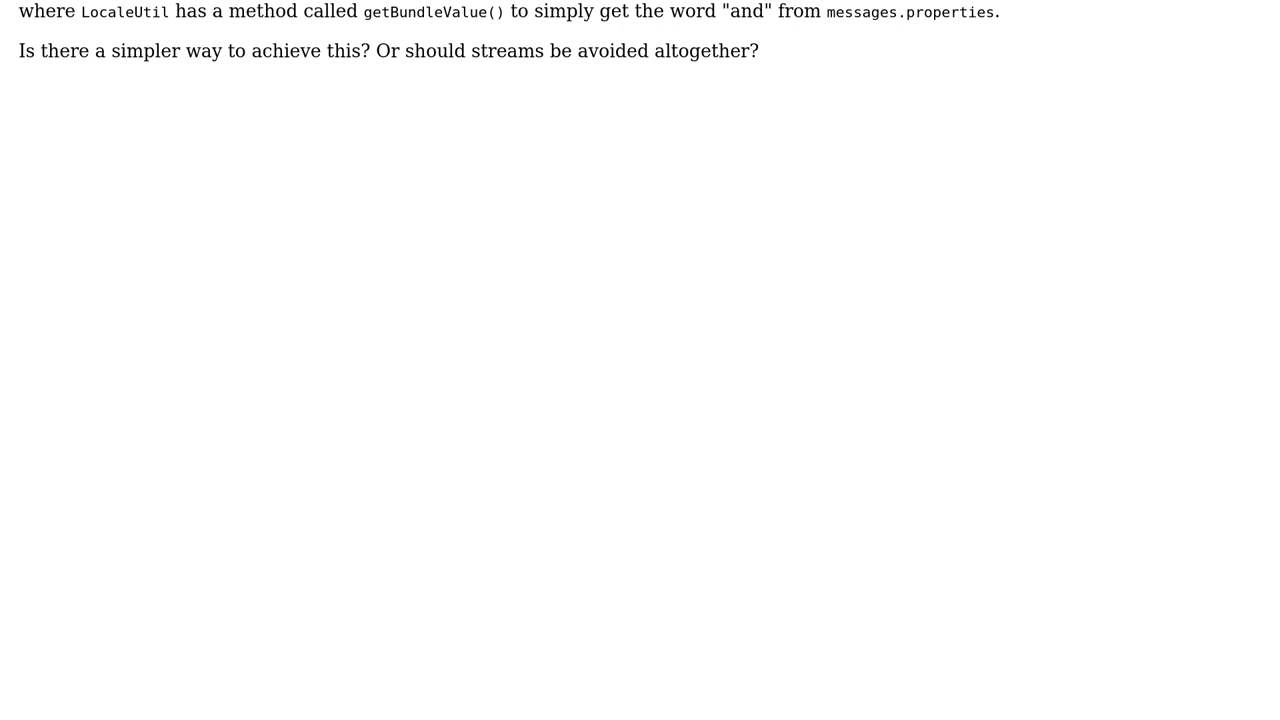 where LocaleUtil has a method called getBundleValue() to simply get the word "and" from messages.properties.
Is there a simpler way to achieve this? Or should streams be avoided altogether?